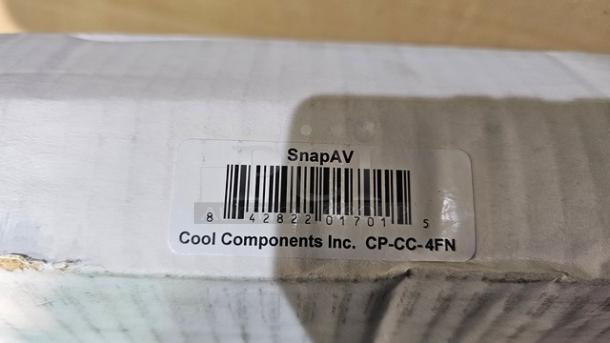 SnapAV
8 42822 01701 5
Cool Components Inc. CP-CC-4FN